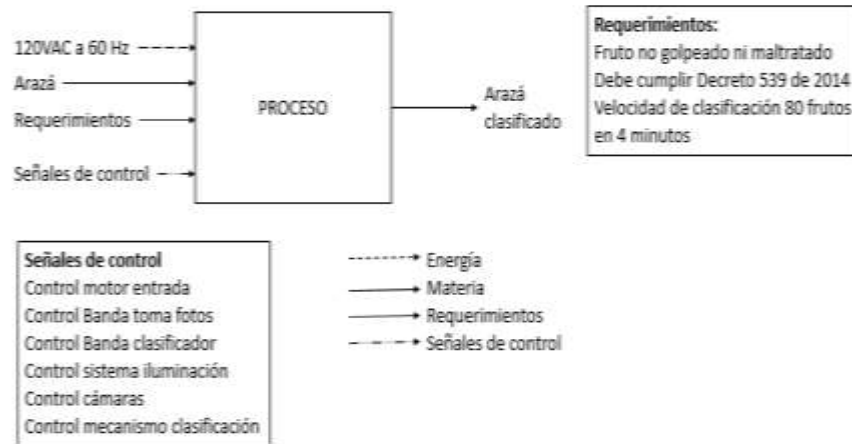 120VAC a 60 Hz
Arazá
Requerimientos
Señales de control
PROCESO
Arazá
clasificado
Requerimientos:
Fruto no golpeado ni maltratado
Debe cumplir Decreto 539 de 2014
Velocidad de clasificación 80 frutos
en 4 minutos
Señales de control
Control motor entrada
Control Banda toma fotos
Control Banda clasificador
Control sistema iluminación
Control cámaras
Control mecanismo clasificación
Energía
Materia
Requerimientos
Señales de control